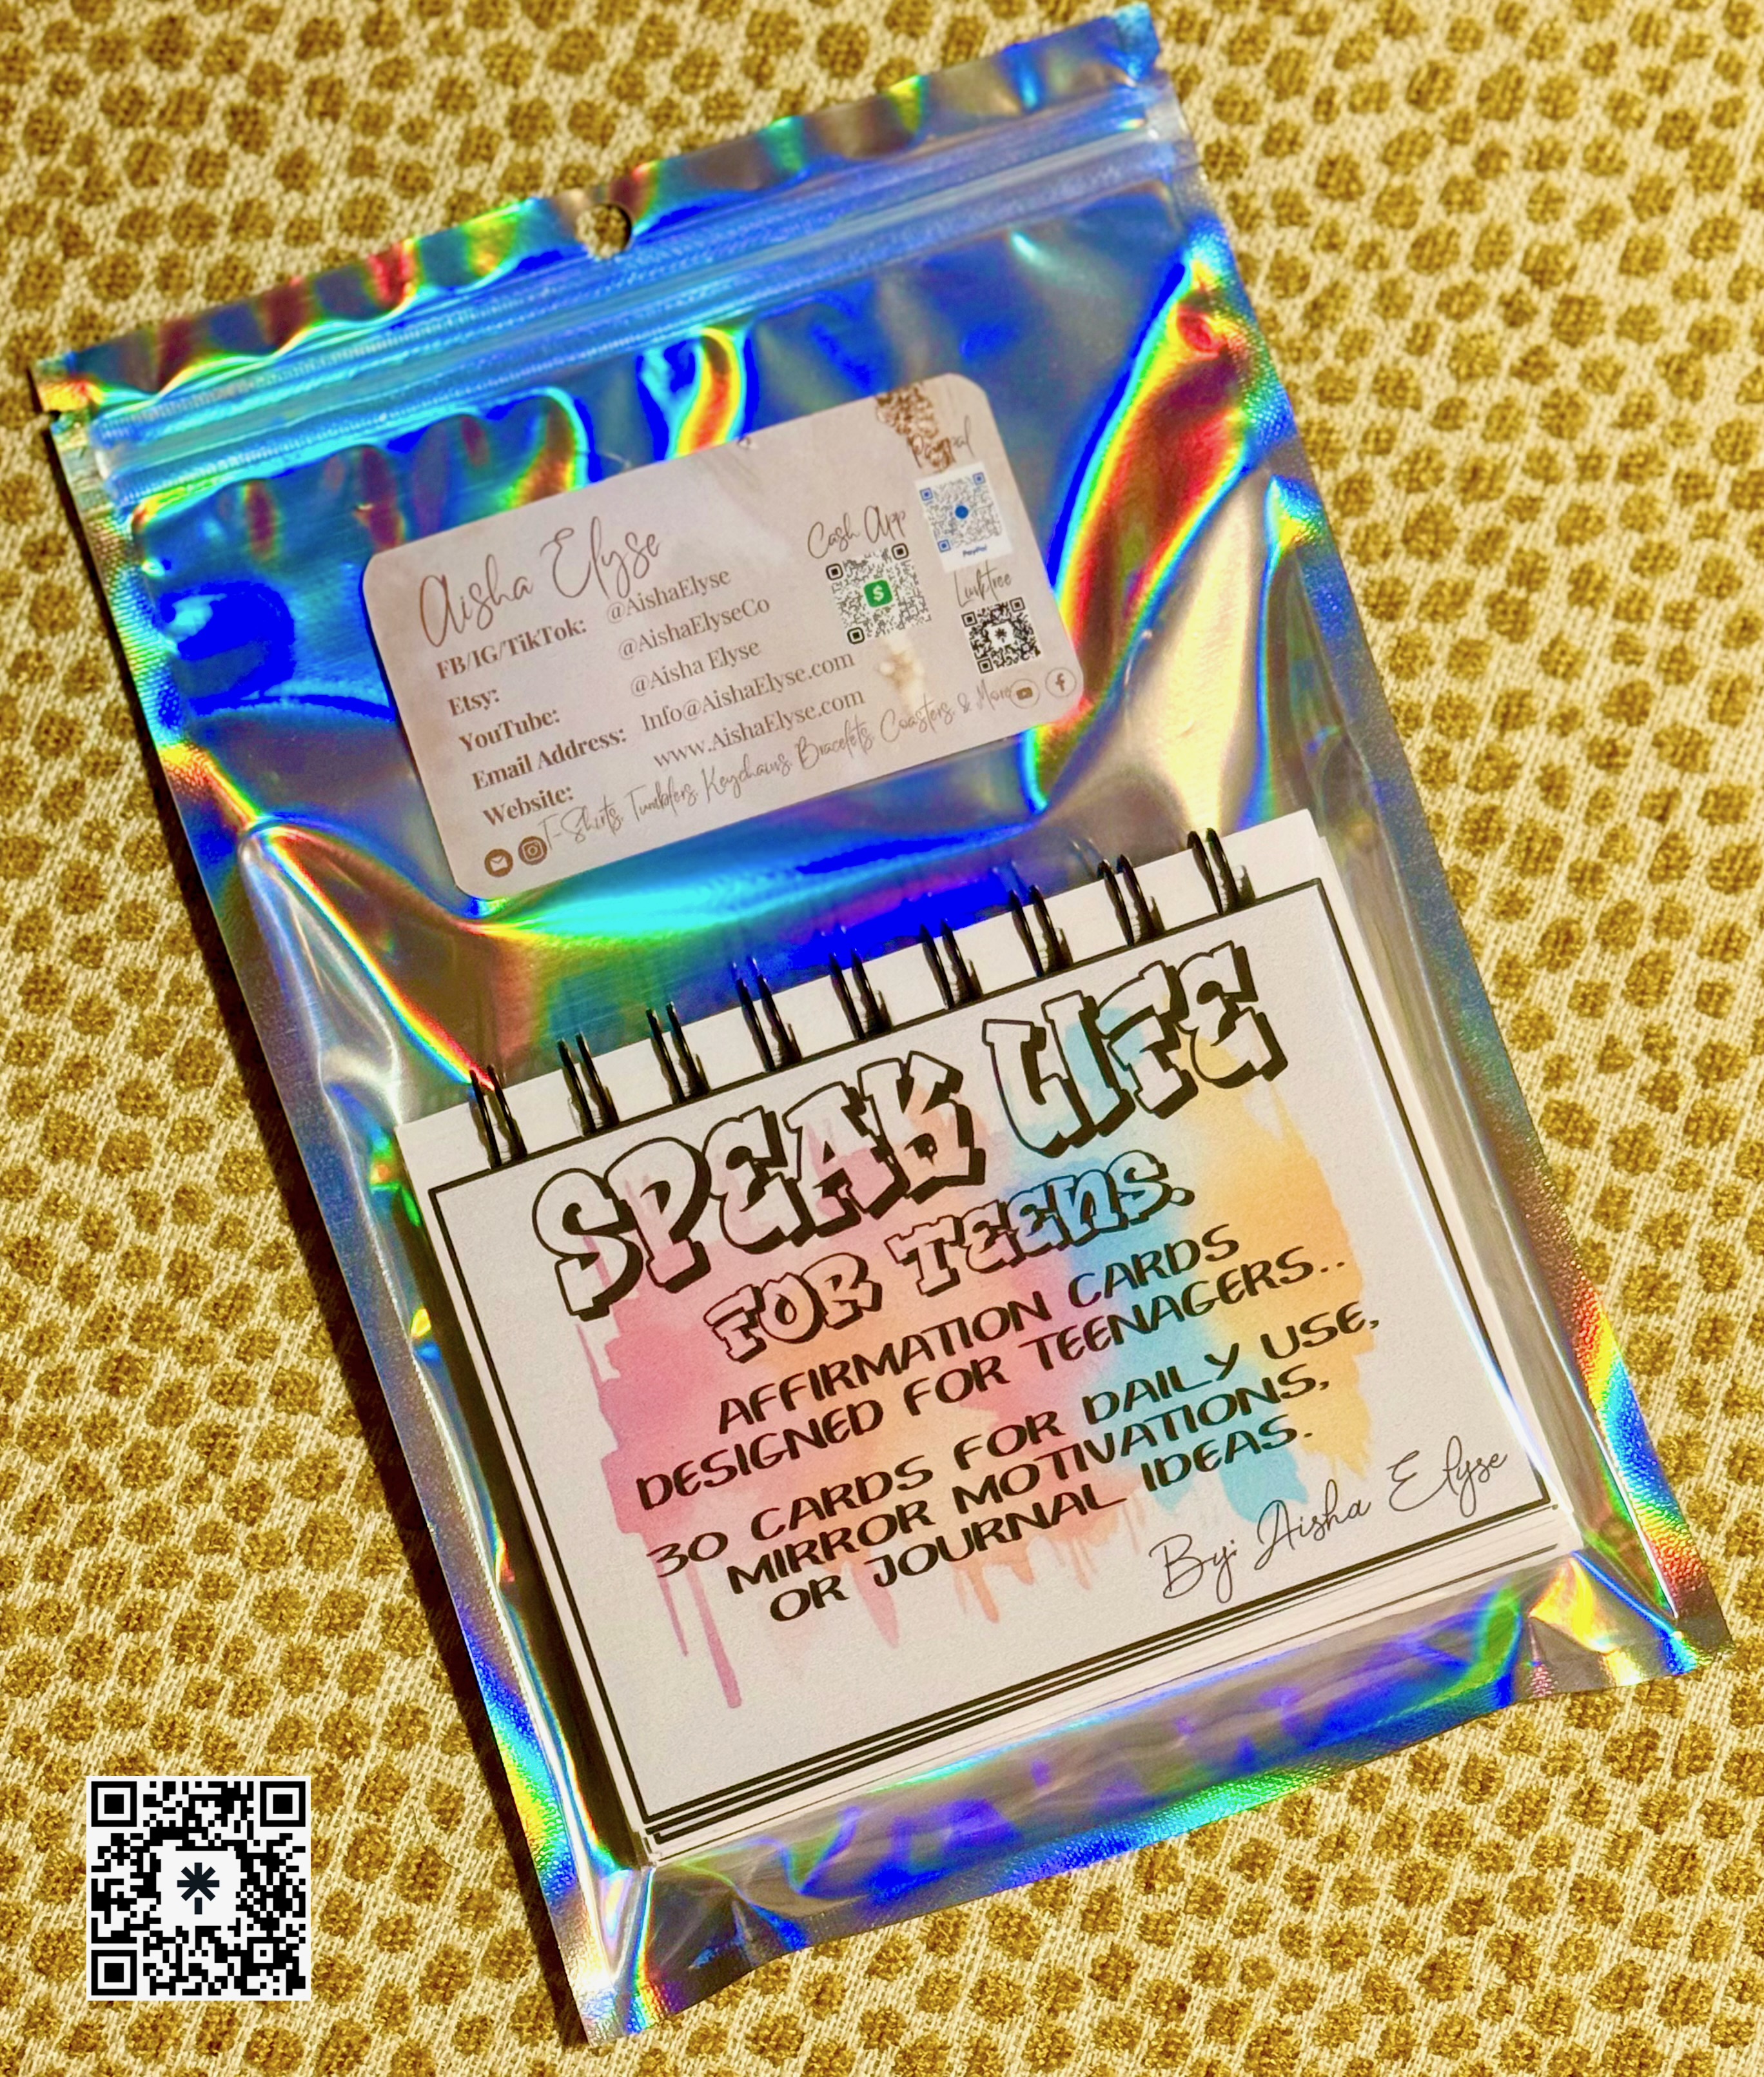 Aisha Elyse
FB/IG/TikTok: @AishaElyse
Etsy: @AishaElyseCo
YouTube: @Aisha Elyse
Email Address: Info@AishaElyse.com
Website: www.AishaElyse.com
T-Shirts, Tumblers, Keychains, Bracelets, Coasters & More
Cash App
$
PayPal
PayPal
Linktree
SPEAK LIFE
FOR TEENS.
AFFIRMATION CARDS
DESIGNED FOR TEENAGERS..
30 CARDS FOR DAILY USE,
MIRROR MOTIVATIONS,
OR JOURNAL IDEAS.
By: Aisha Elyse